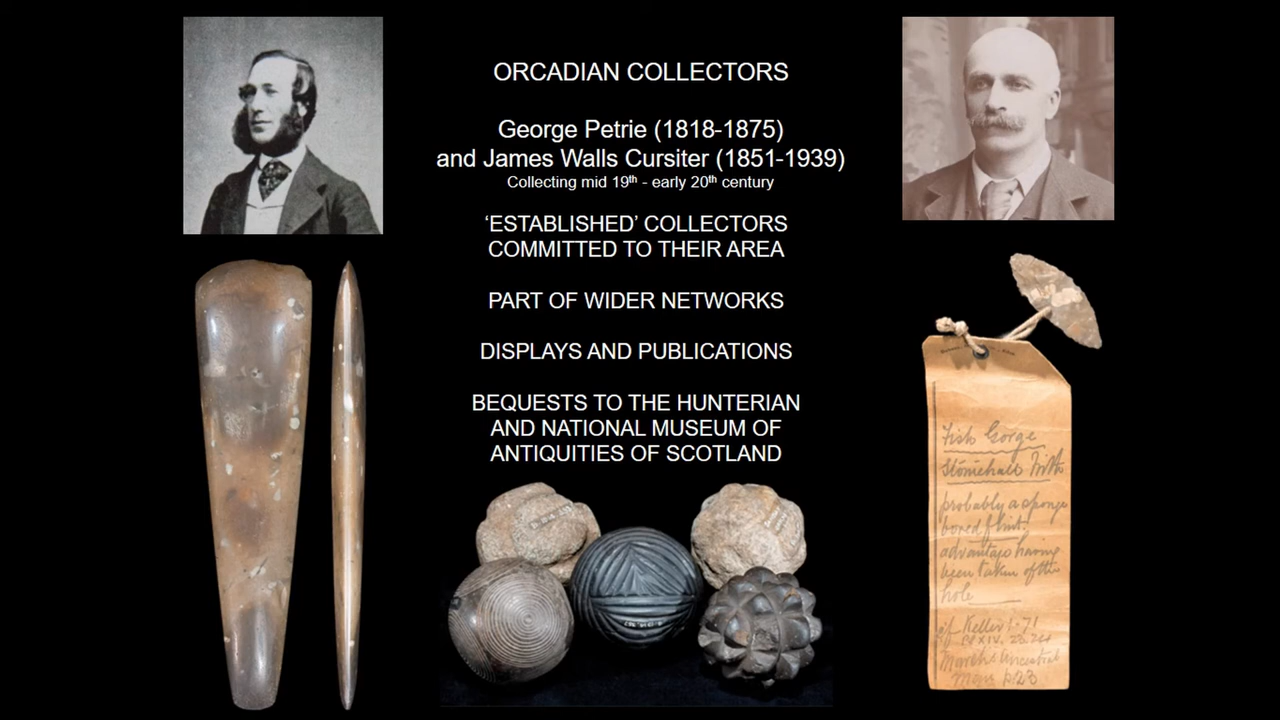 ORCADIAN COLLECTORS
George Petrie (1818-1875)
and James Walls Cursiter (1851-1939)
Collecting mid 19th - early 20th century
‘ESTABLISHED’ COLLECTORS
COMMITTED TO THEIR AREA
PART OF WIDER NETWORKS
DISPLAYS AND PUBLICATIONS
BEQUESTS TO THE HUNTERIAN
AND NATIONAL MUSEUM OF
ANTIQUITIES OF SCOTLAND
Fish Gorge
Stonehall
probably a sponge
bored flint.
advantage having
been taken of the
hole
cf Keller
Ancestral
p. 23